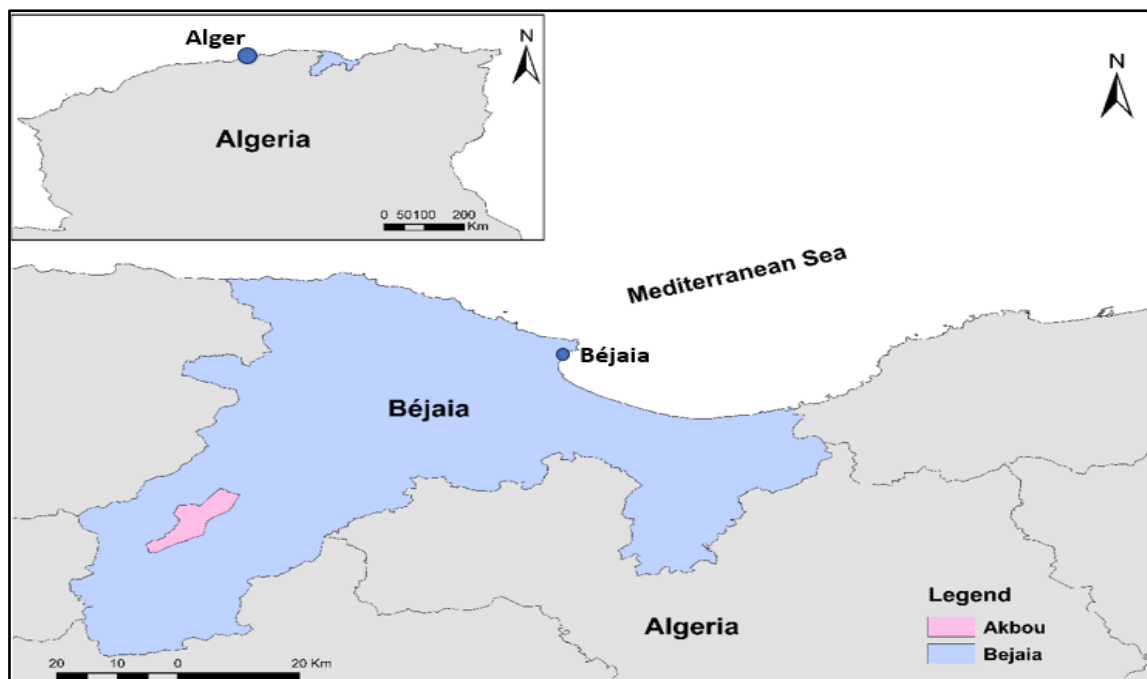 Alger
N
Algeria
0 50100 200
Km
N
Mediterranean Sea
Béjaia
Béjaia
Algeria
Legend
Akbou
Bejaia
20 10 0 20 Km